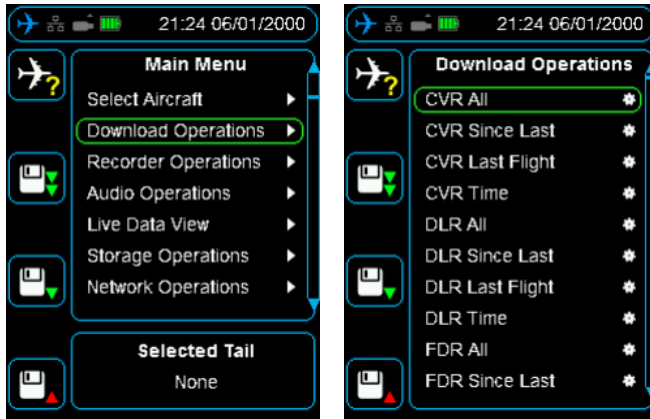 21:24 06/01/2000
?
Main Menu
Select Aircraft
Download Operations
Recorder Operations
Audio Operations
Live Data View
Storage Operations
Network Operations
Selected Tail
None
21:24 06/01/2000
?
Download Operations
CVR All
CVR Since Last
CVR Last Flight
CVR Time
DLR All
DLR Since Last
DLR Last Flight
DLR Time
FDR All
FDR Since Last